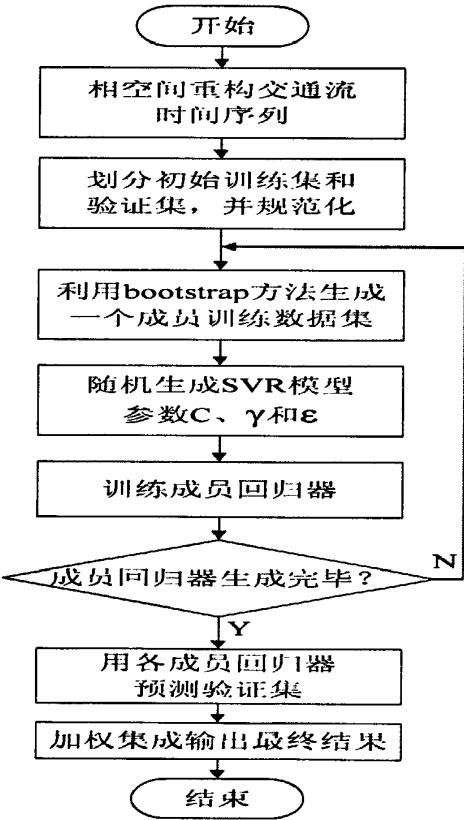 开始
相空间重构交通流
时间序列
划分初始训练集和
验证集，并规范化
利用bootstrap方法生成
一个成员训练数据集
随机生成SVR模型
参数C、γ和ε
训练成员回归器
成员回归器生成完毕？
N
Y
用各成员回归器
预测验证集
加权集成输出最终结果
结束